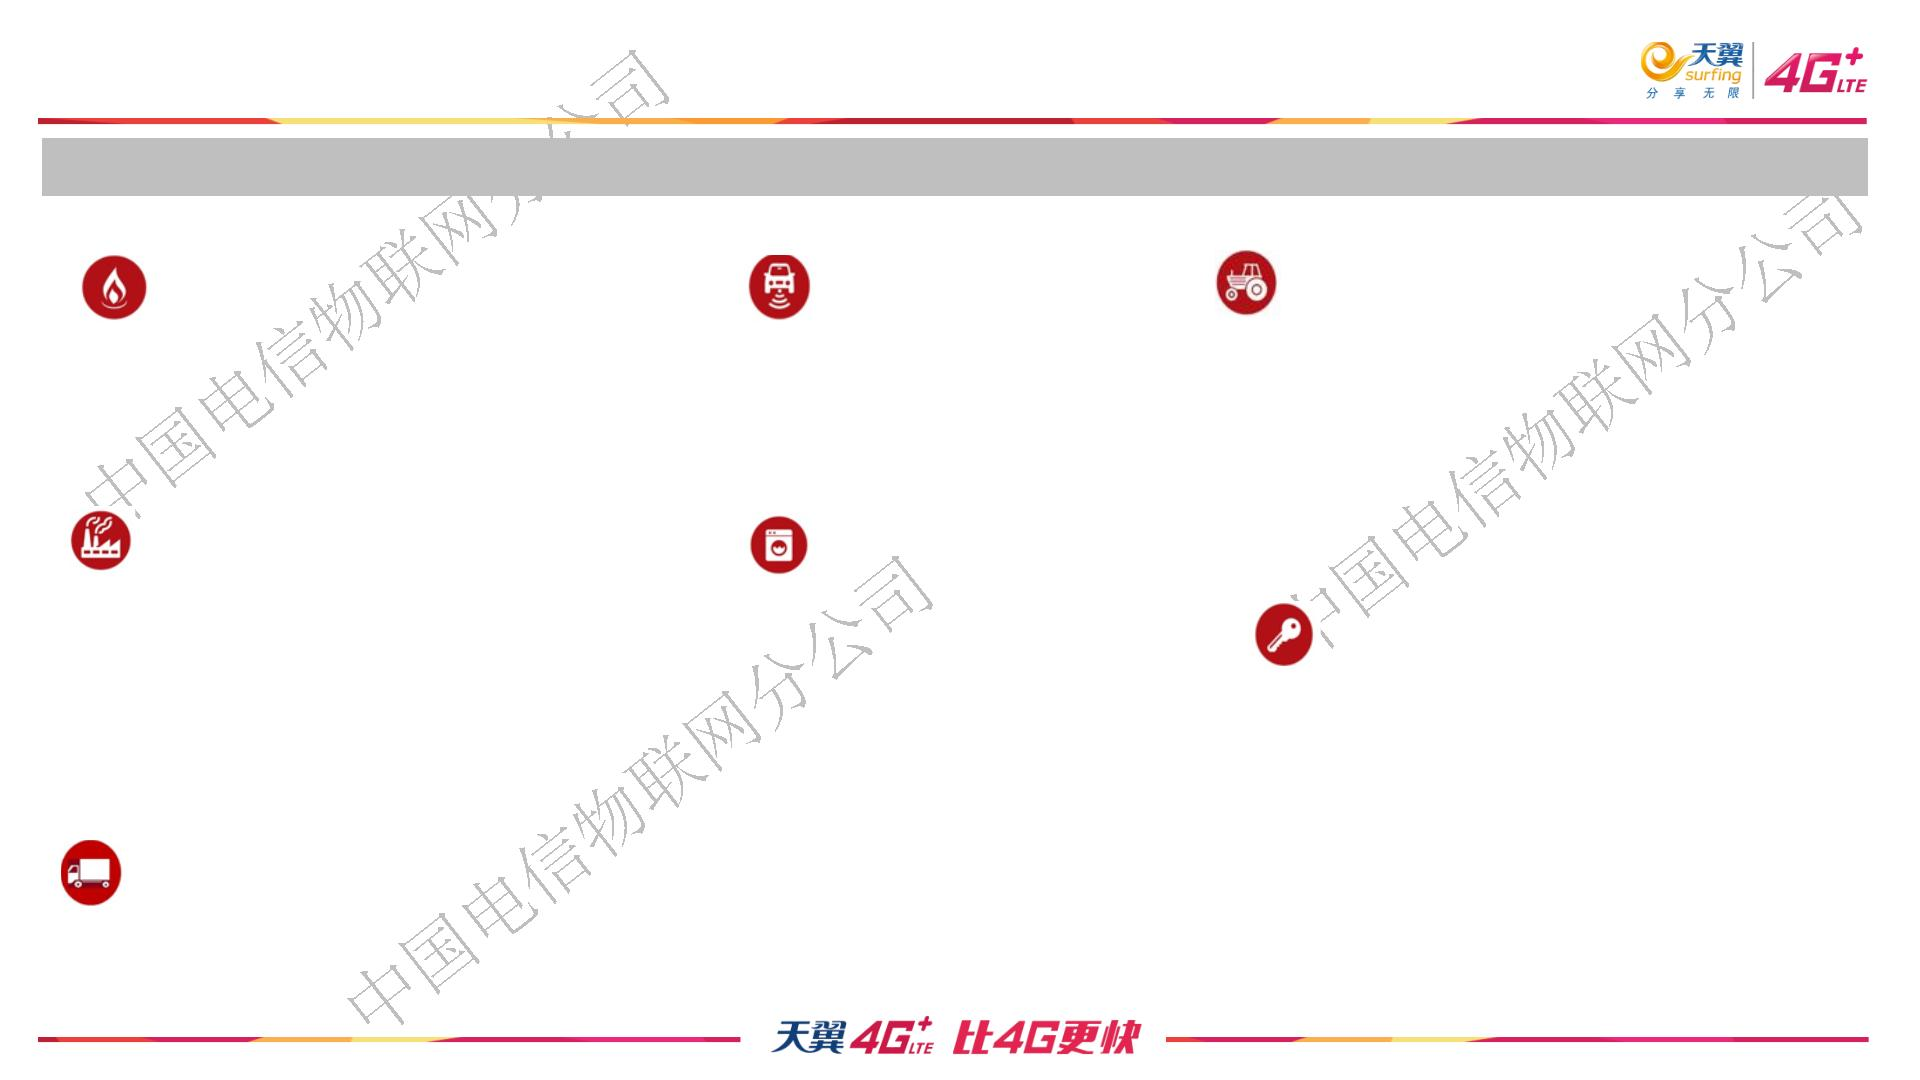 天翼
surfing
分享无限
4G+
LTE
中国电信物联网分公司
中国电信物联网分公司
中国电信物联网分公司
天翼4G+LTE 比4G更快